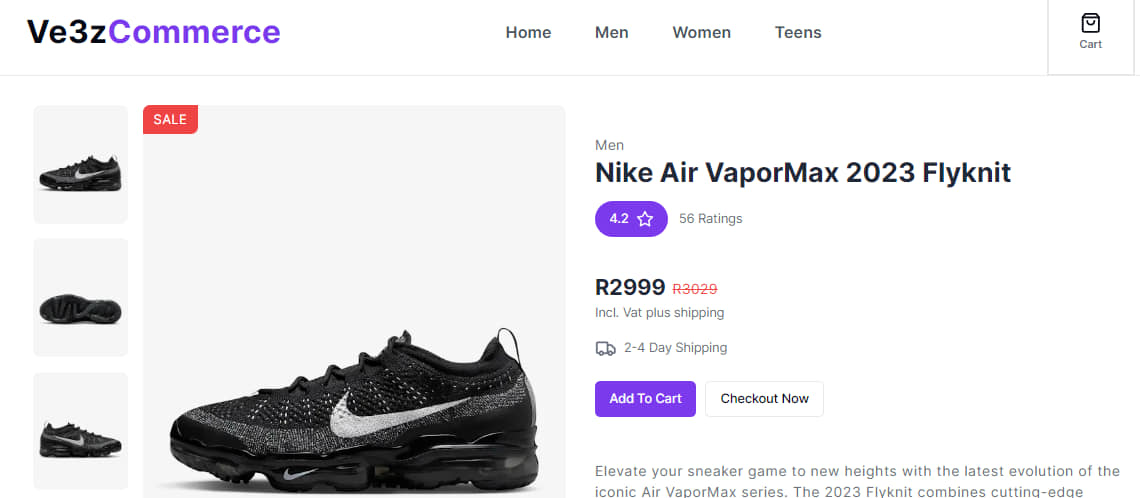 Ve3zCommerce
Home Men Women Teens
Cart
SALE
Men
Nike Air VaporMax 2023 Flyknit
4.2 56 Ratings
R2999 R3029
Incl. Vat plus shipping
2-4 Day Shipping
Add To Cart Checkout Now
Elevate your sneaker game to new heights with the latest evolution of the
iconic Air VaporMax series. The 2023 Flyknit combines cutting-edge